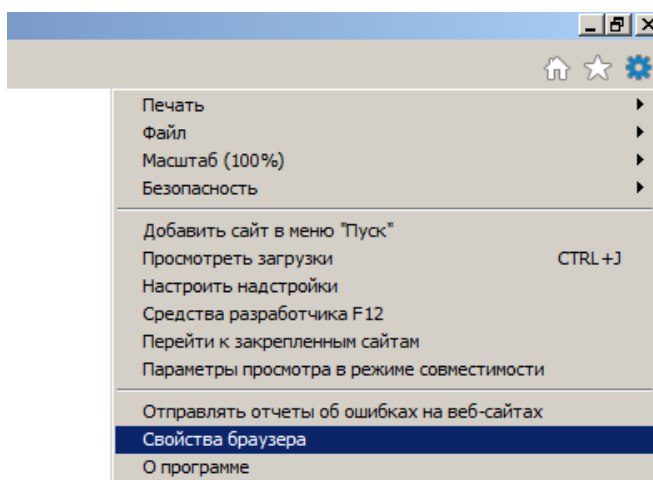 Печать
Файл
Масштаб (100%)
Безопасность
Добавить сайт в меню "Пуск"
Просмотреть загрузки CTRL+J
Настроить надстройки
Средства разработчика F12
Перейти к закрепленным сайтам
Параметры просмотра в режиме совместимости
Отправлять отчеты об ошибках на веб-сайтах
Свойства браузера
О программе